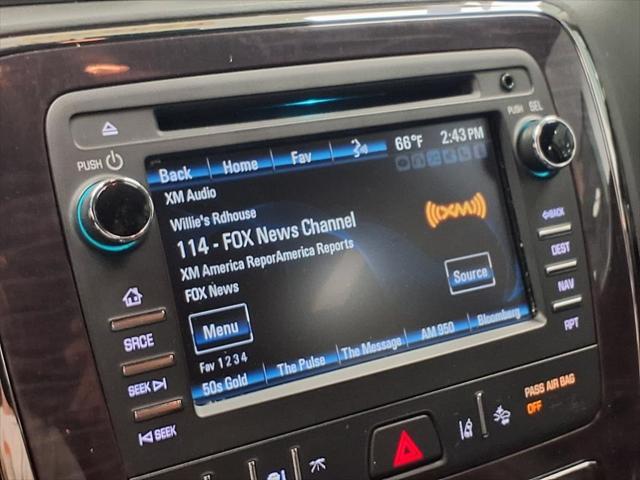 PUSH
PUSH SEL
Back Home Fav
66°F 2:43 PM
XM Audio
Willie's Rdhouse
114 - FOX News Channel
XM America ReporAmerica Reports
FOX News
((XM))
Source
Menu
Fav 1 2 3 4
50s Gold The Pulse The Message AM 950 Bloomberg
SRCE
SEEK
SEEK
BACK
DEST
NAV
RPT
PASS AIR BAG
OFF